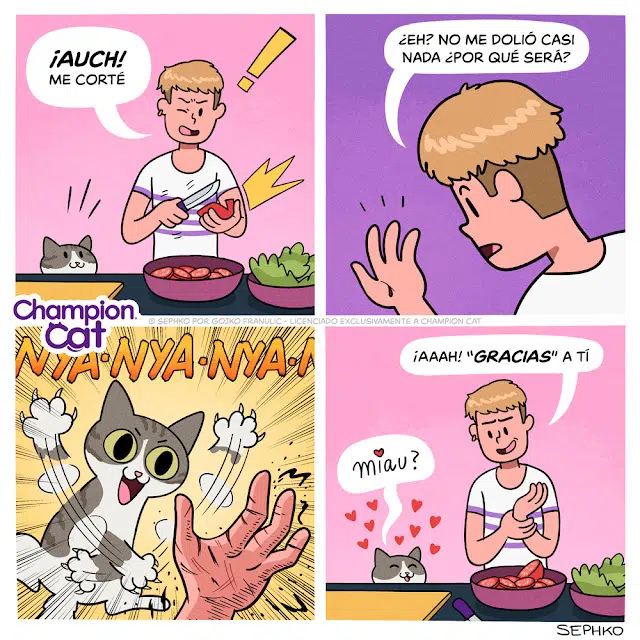 ¡AUCH!
ME CORTÉ
¿EH? NO ME DOLIÓ CASI
NADA ¿POR QUÉ SERÁ?
Champion
Cat
© SEPHKO POR GOJKO FRANULIC - LICENCIADO EXCLUSIVAMENTE A CHAMPION CAT
NYA·NYA·NYA·N
¡AAAH! "GRACIAS" A TÍ
miau?
SEPHKO